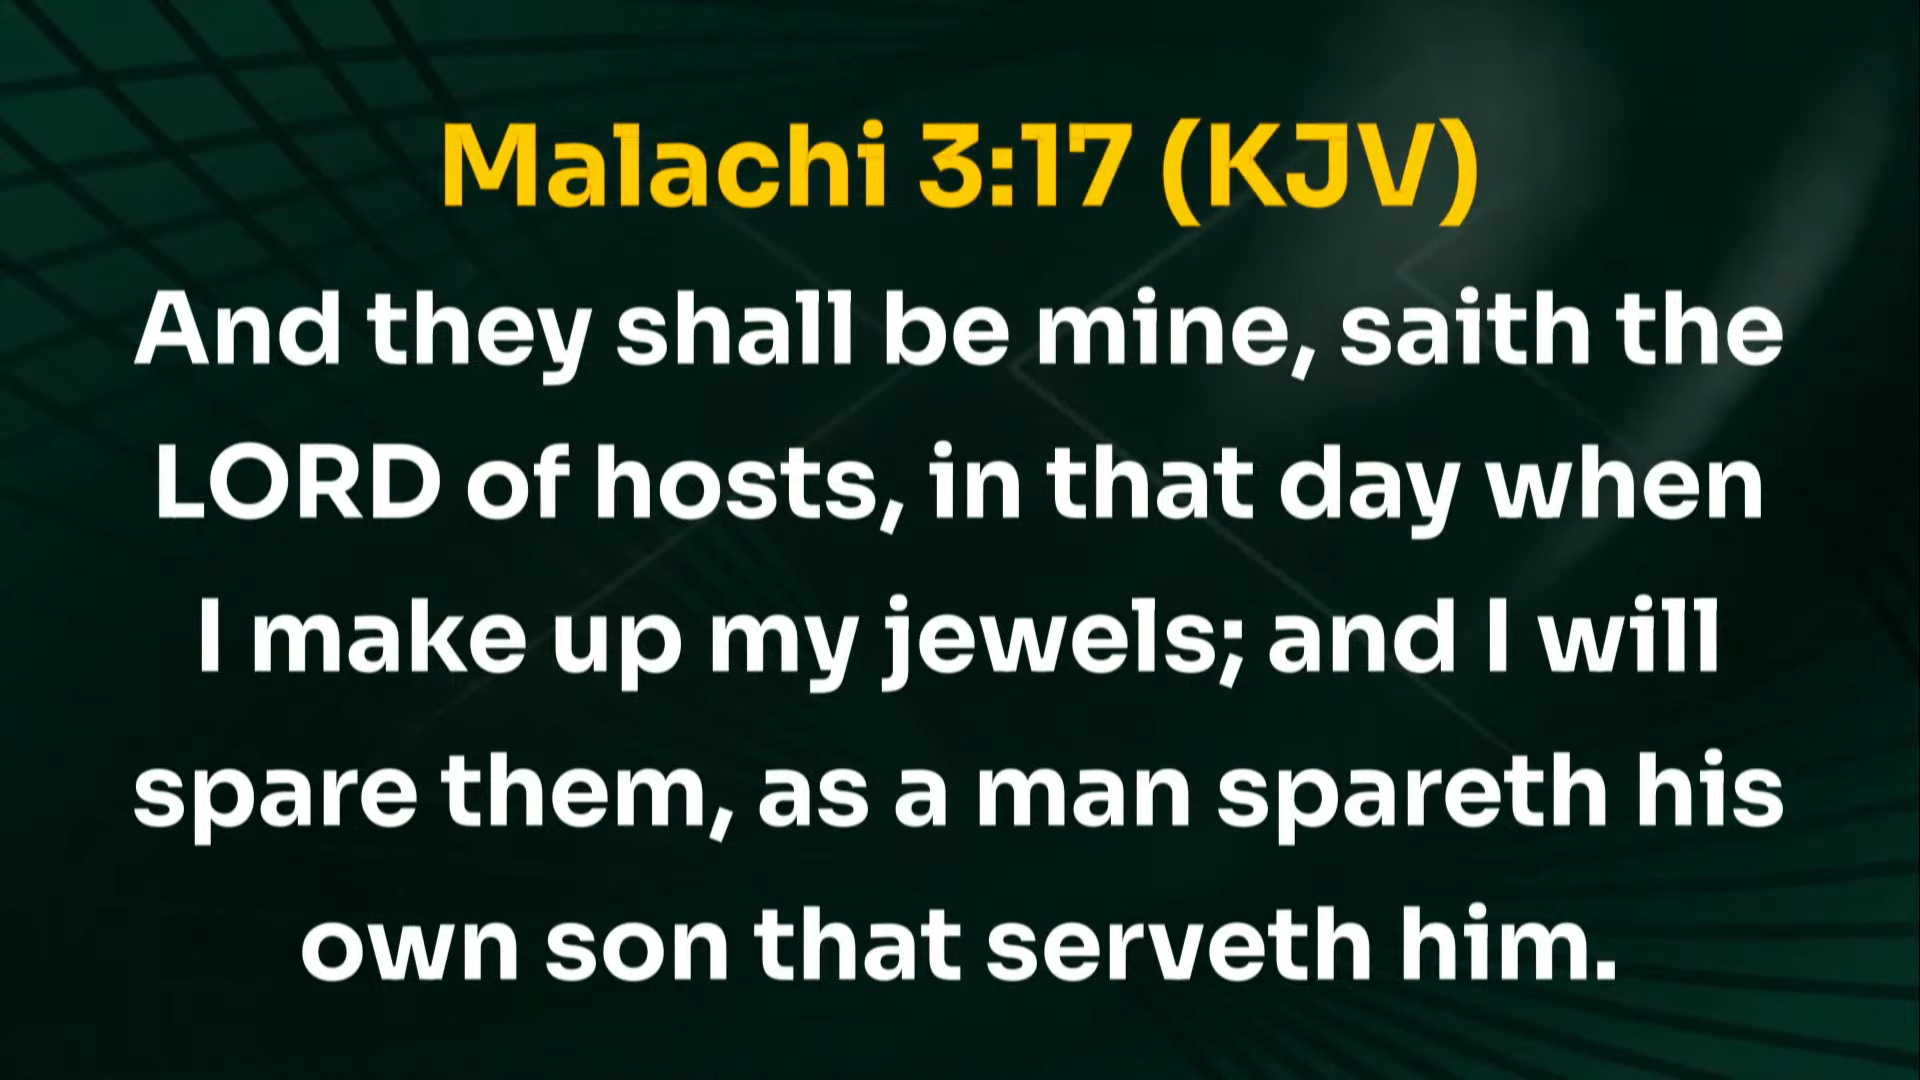 Malachi 3:17 (KJV)
And they shall be mine, saith the
LORD of hosts, in that day when
I make up my jewels; and I will
spare them, as a man spareth his
own son that serveth him.